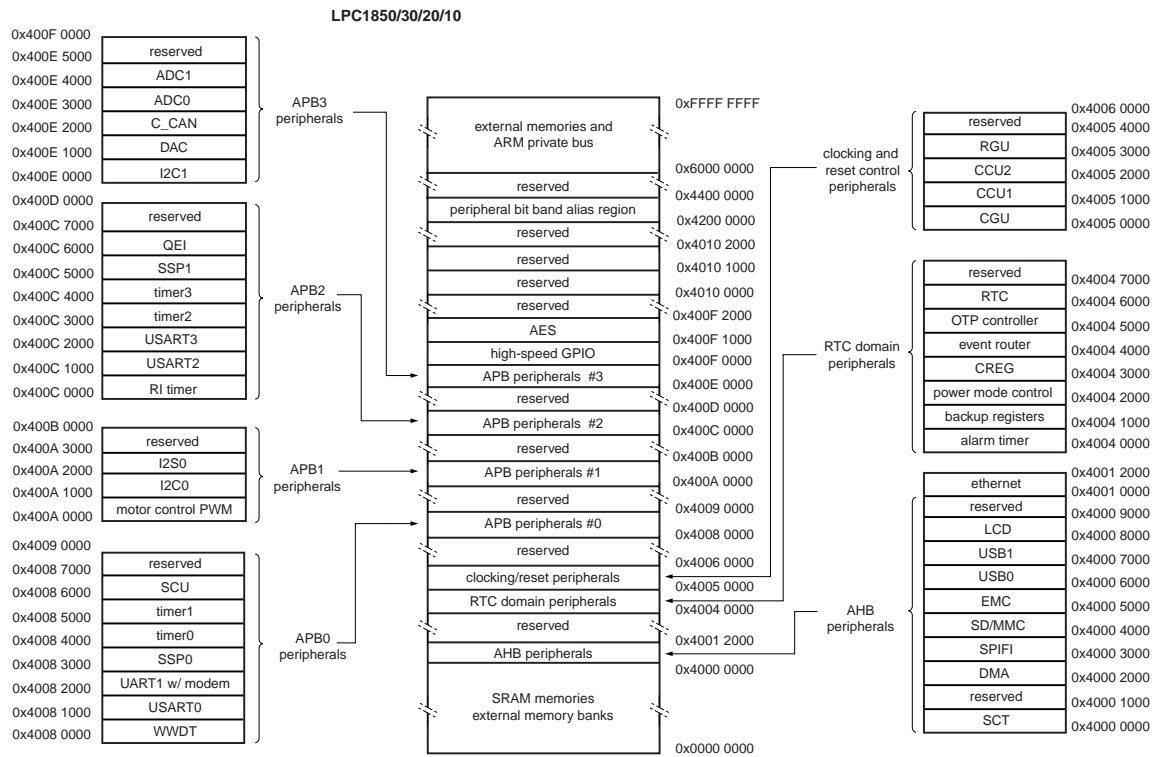 LPC1850/30/20/10
0x400F 0000
reserved
0x400E 5000
ADC1
0x400E 4000
ADC0
0x400E 3000
C_CAN
0x400E 2000
DAC
0x400E 1000
I2C1
0x400E 0000
APB3
peripherals
0x400D 0000
reserved
0x400C 7000
QEI
0x400C 6000
SSP1
0x400C 5000
timer3
0x400C 4000
timer2
0x400C 3000
USART3
0x400C 2000
USART2
0x400C 1000
RI timer
0x400C 0000
APB2
peripherals
0x400B 0000
reserved
0x400A 3000
I2S0
0x400A 2000
I2C0
0x400A 1000
motor control PWM
0x400A 0000
APB1
peripherals
0x4009 0000
reserved
0x4008 7000
SCU
0x4008 6000
timer1
0x4008 5000
timer0
0x4008 4000
SSP0
0x4008 3000
UART1 w/ modem
0x4008 2000
USART0
0x4008 1000
WWDT
0x4008 0000
APB0
peripherals
0xFFFF FFFF
external memories and
ARM private bus
0x6000 0000
reserved
0x4400 0000
peripheral bit band alias region
0x4200 0000
reserved
0x4010 2000
reserved
0x4010 1000
reserved
0x4010 0000
reserved
0x400F 2000
AES
0x400F 1000
high-speed GPIO
0x400F 0000
APB peripherals #3
0x400E 0000
reserved
0x400D 0000
APB peripherals #2
0x400C 0000
reserved
0x400B 0000
APB peripherals #1
0x400A 0000
reserved
0x4009 0000
APB peripherals #0
0x4008 0000
reserved
0x4006 0000
clocking/reset peripherals
0x4005 0000
RTC domain peripherals
0x4004 0000
reserved
0x4001 2000
AHB peripherals
0x4000 0000
SRAM memories
external memory banks
0x0000 0000
clocking and
reset control
peripherals
0x4006 0000
reserved
0x4005 4000
RGU
0x4005 3000
CCU2
0x4005 2000
CCU1
0x4005 1000
CGU
0x4005 0000
RTC domain
peripherals
reserved
0x4004 7000
RTC
0x4004 6000
OTP controller
0x4004 5000
event router
0x4004 4000
CREG
0x4004 3000
power mode control
0x4004 2000
backup registers
0x4004 1000
alarm timer
0x4004 0000
AHB
peripherals
0x4001 2000
ethernet
0x4001 0000
reserved
0x4000 9000
LCD
0x4000 8000
USB1
0x4000 7000
USB0
0x4000 6000
EMC
0x4000 5000
SD/MMC
0x4000 4000
SPIFI
0x4000 3000
DMA
0x4000 2000
reserved
0x4000 1000
SCT
0x4000 0000